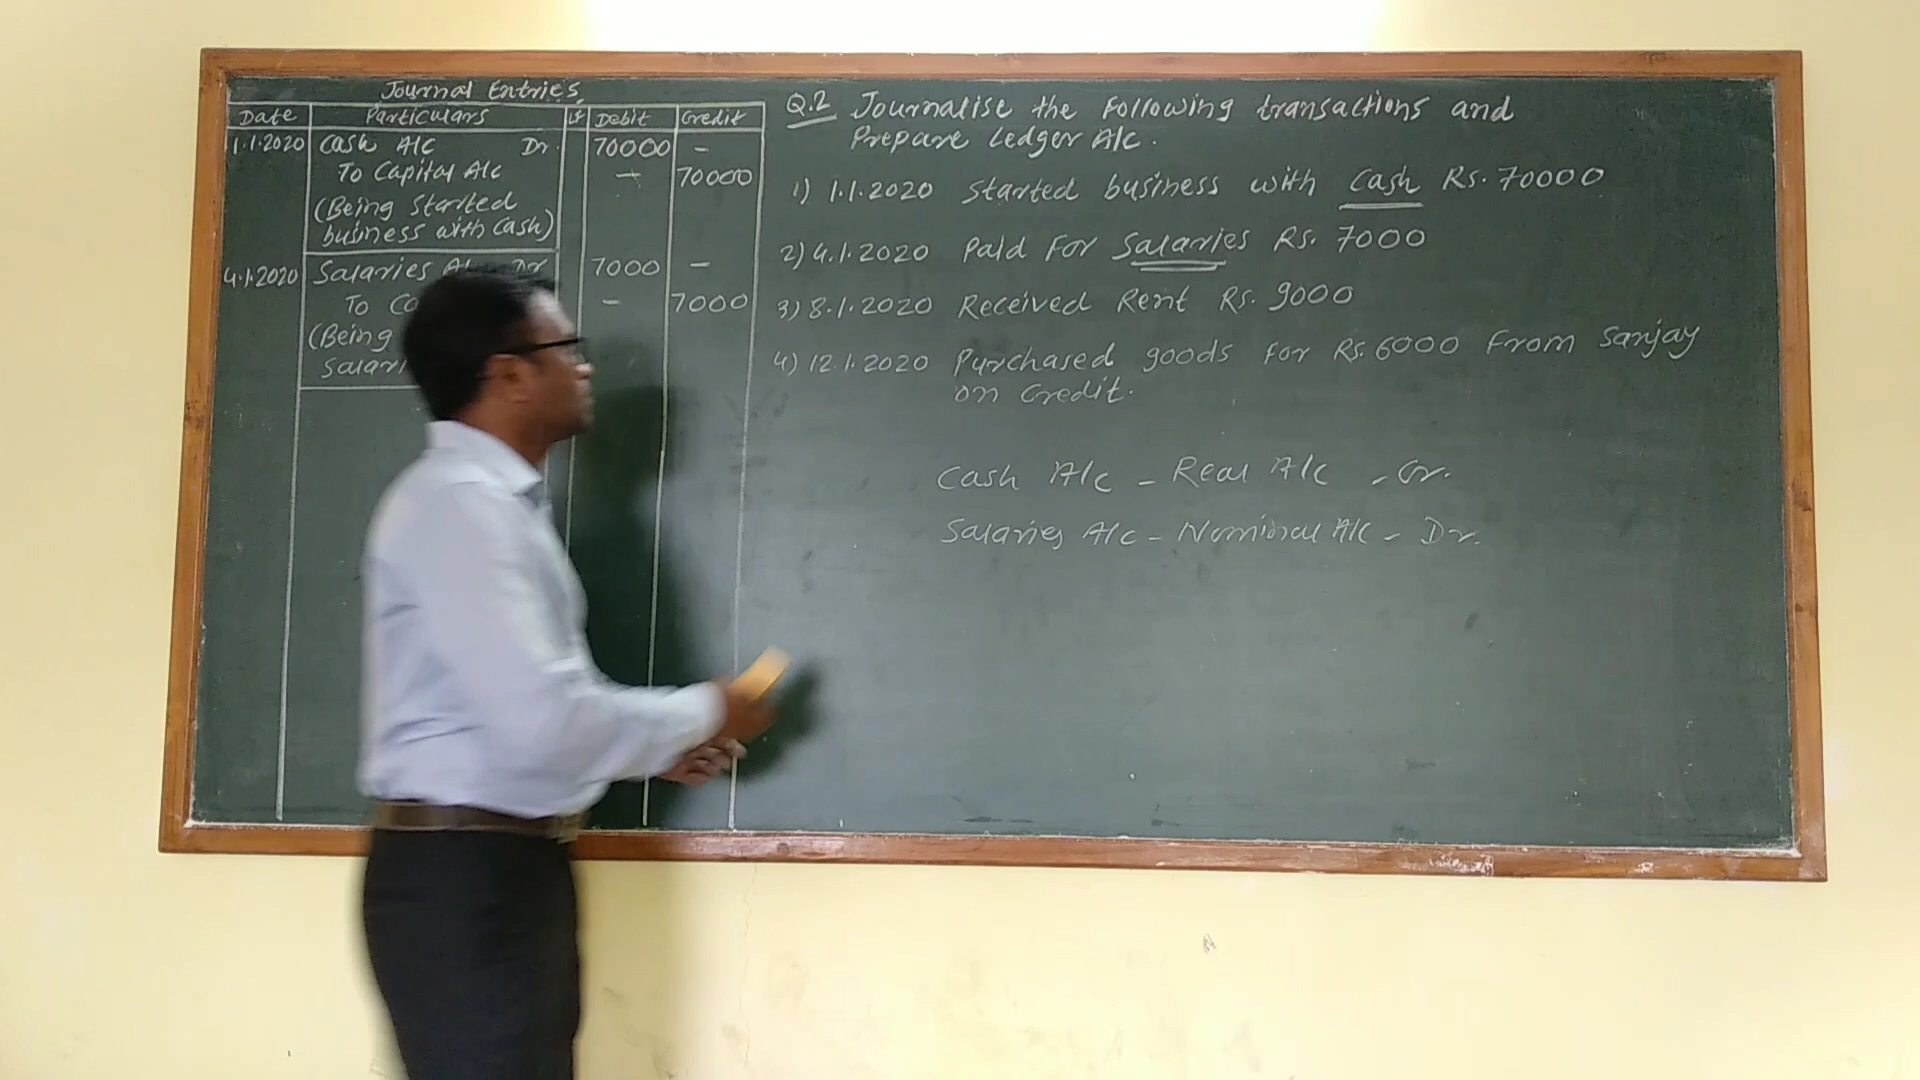 Journal Entries
Date Particulars LF Debit Credit
1.1.2020 Cash A/c Dr. 70000 -
To Capital A/c - 70000
(Being started
business with cash)
4.1.2020 Salaries Dr 7000 -
To - 7000
(Being
Q.2 Journalise the following transactions and
Prepare Ledger A/c.
1) 1.1.2020 Started business with cash Rs. 70000
2) 4.1.2020 Paid for Salaries Rs. 7000
3) 8.1.2020 Received Rent Rs. 9000
4) 12.1.2020 Purchased goods for Rs. 6000 from Sanjay
on credit.
Cash A/c - Real A/c - Cr.
Salaries A/c - Nominal A/c - Dr.